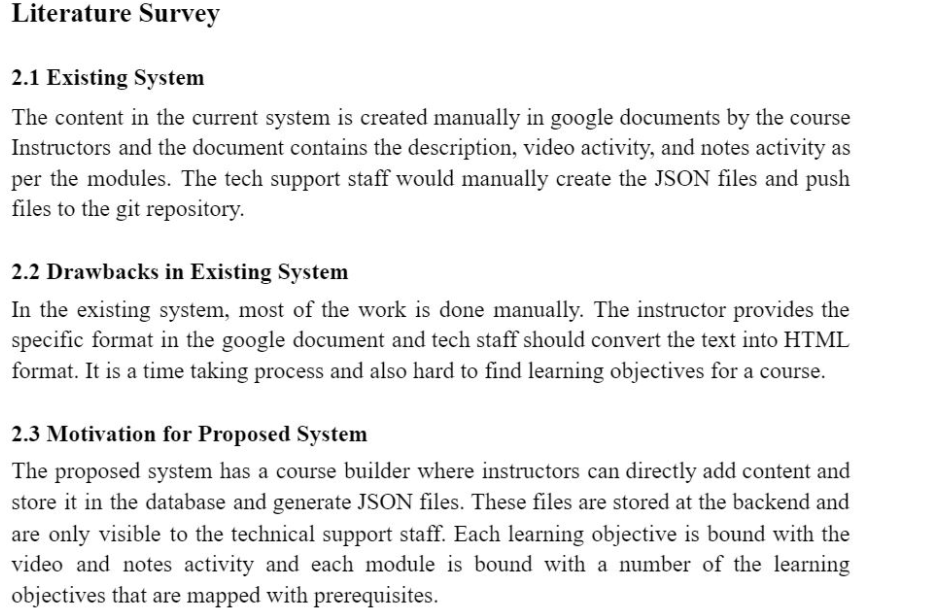 Literature Survey
2.1 Existing System
The content in the current system is created manually in google documents by the course
Instructors and the document contains the description, video activity, and notes activity as
per the modules. The tech support staff would manually create the JSON files and push
files to the git repository.
2.2 Drawbacks in Existing System
In the existing system, most of the work is done manually. The instructor provides the
specific format in the google document and tech staff should convert the text into HTML
format. It is a time taking process and also hard to find learning objectives for a course.
2.3 Motivation for Proposed System
The proposed system has a course builder where instructors can directly add content and
store it in the database and generate JSON files. These files are stored at the backend and
are only visible to the technical support staff. Each learning objective is bound with the
video and notes activity and each module is bound with a number of the learning
objectives that are mapped with prerequisites.